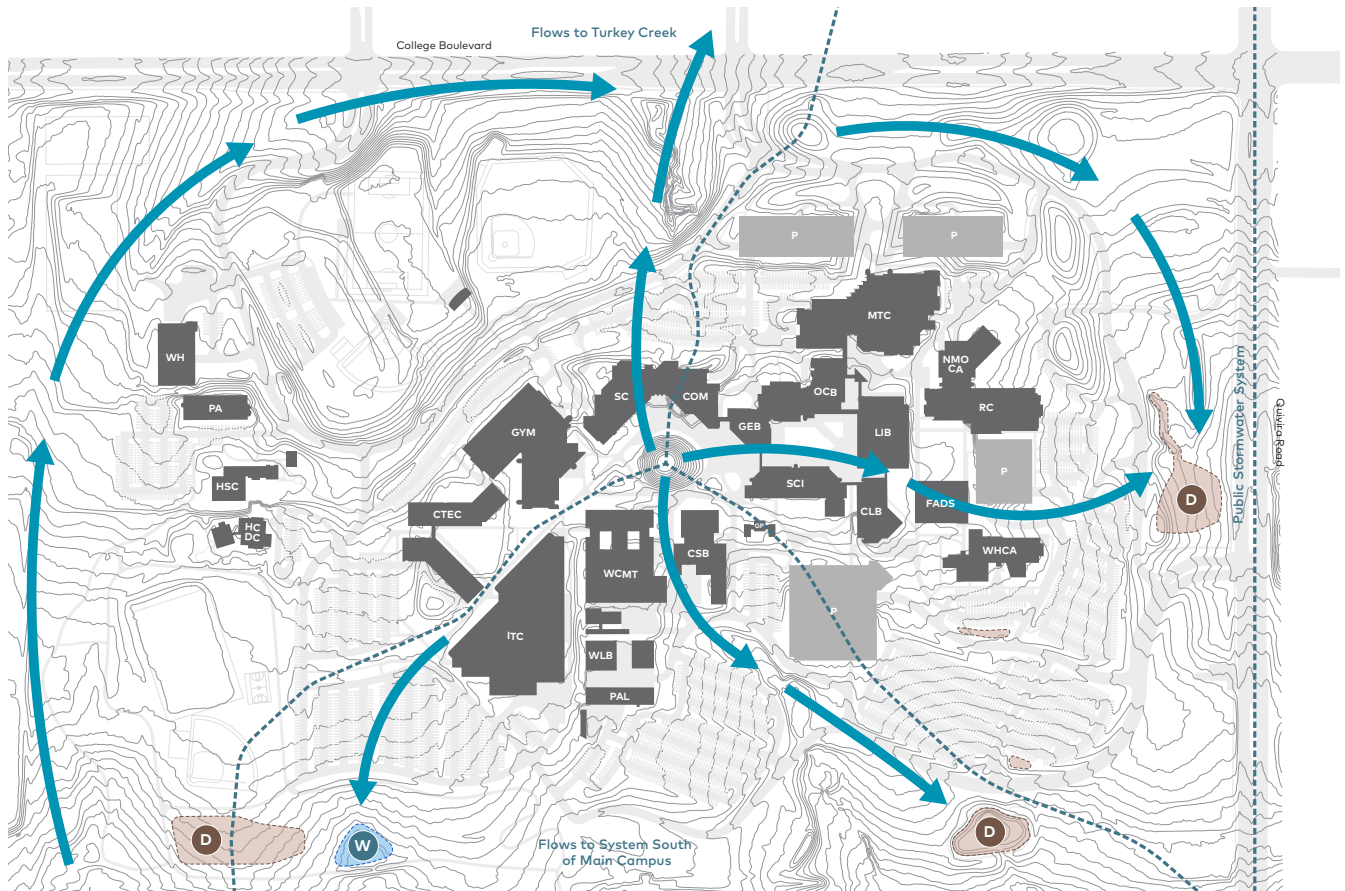 Flows to Turkey Creek
College Boulevard
P
P
MTC
WH
NMO
CA
PA
SC
COM
OCB
RC
GYM
GEB
LIB
P
HSC
SCI
CTEC
CLB
FADS
D
Public Stormwater System
Quivira Road
HC
DC
GP
CSB
WHCA
WCMT
P
ITC
WLB
PAL
D
W
Flows to System South
of Main Campus
D